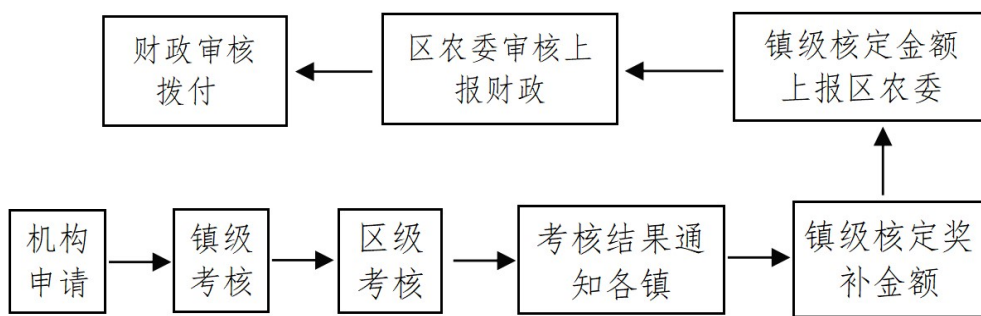 财政审核
拨付
区农委审核上
报财政
镇级核定金额
上报区农委
机构
申请
镇级
考核
区级
考核
考核结果通
知各镇
镇级核定奖
补金额